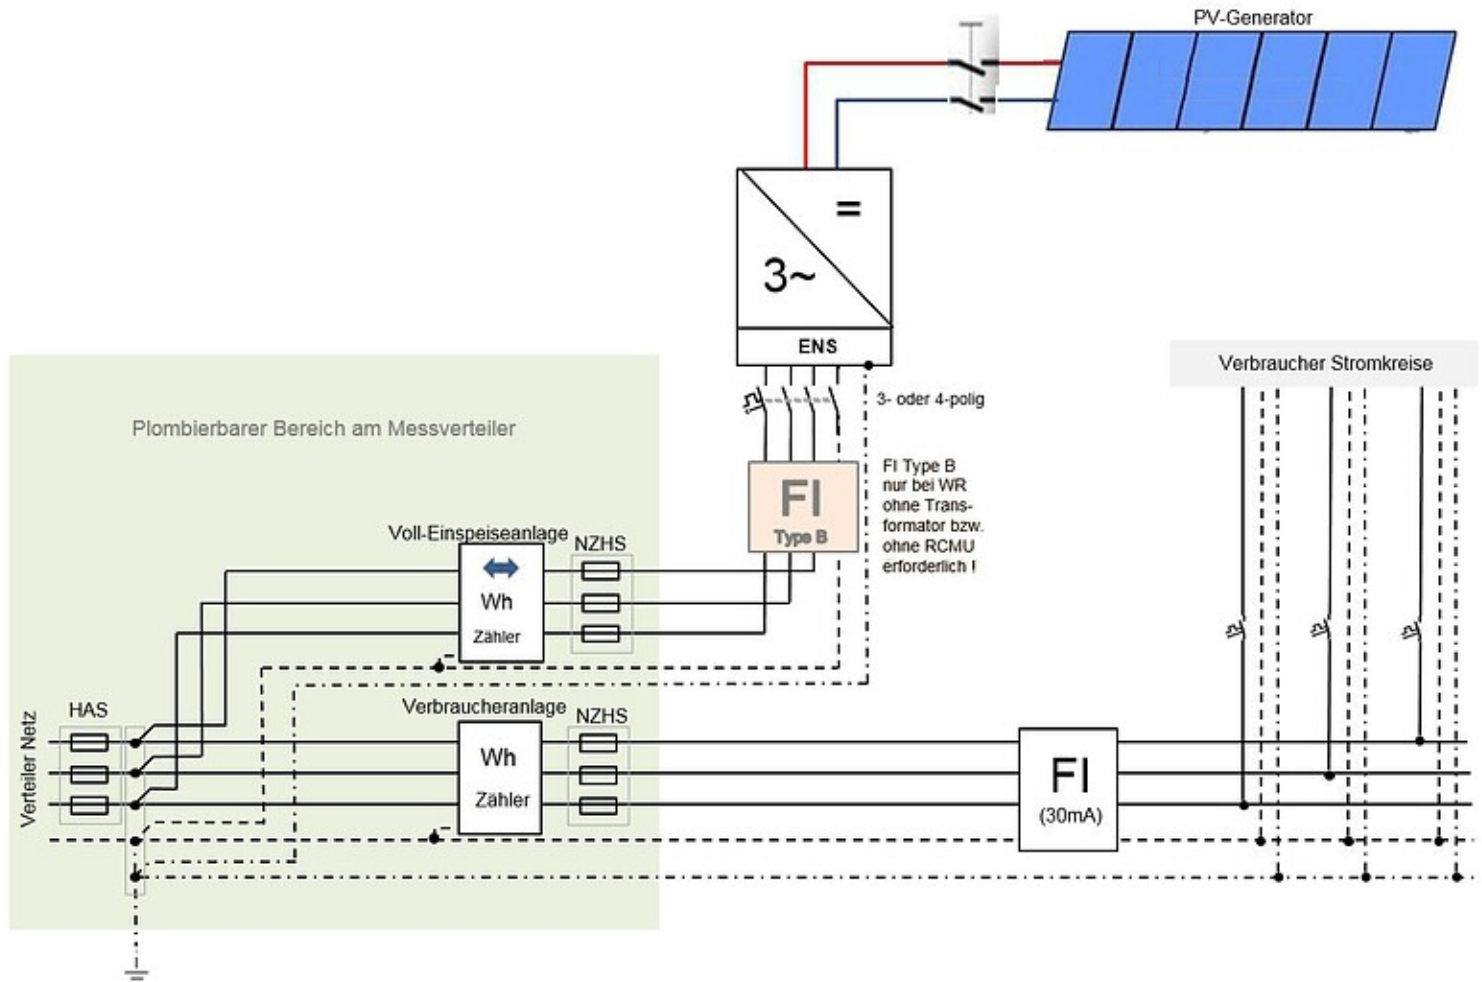 PV-Generator
=
3~
ENS
Verbraucher Stromkreise
3- oder 4-polig
Plombierbarer Bereich am Messverteiler
FI
Type B
FI Type B
nur bei WR
ohne Trans-
formator bzw.
ohne RCMU
erforderlich !
Voll-Einspeiseanlage
NZHS
Wh
Zähler
HAS
Verbraucheranlage
NZHS
Verteiler Netz
Wh
Zähler
FI
(30mA)